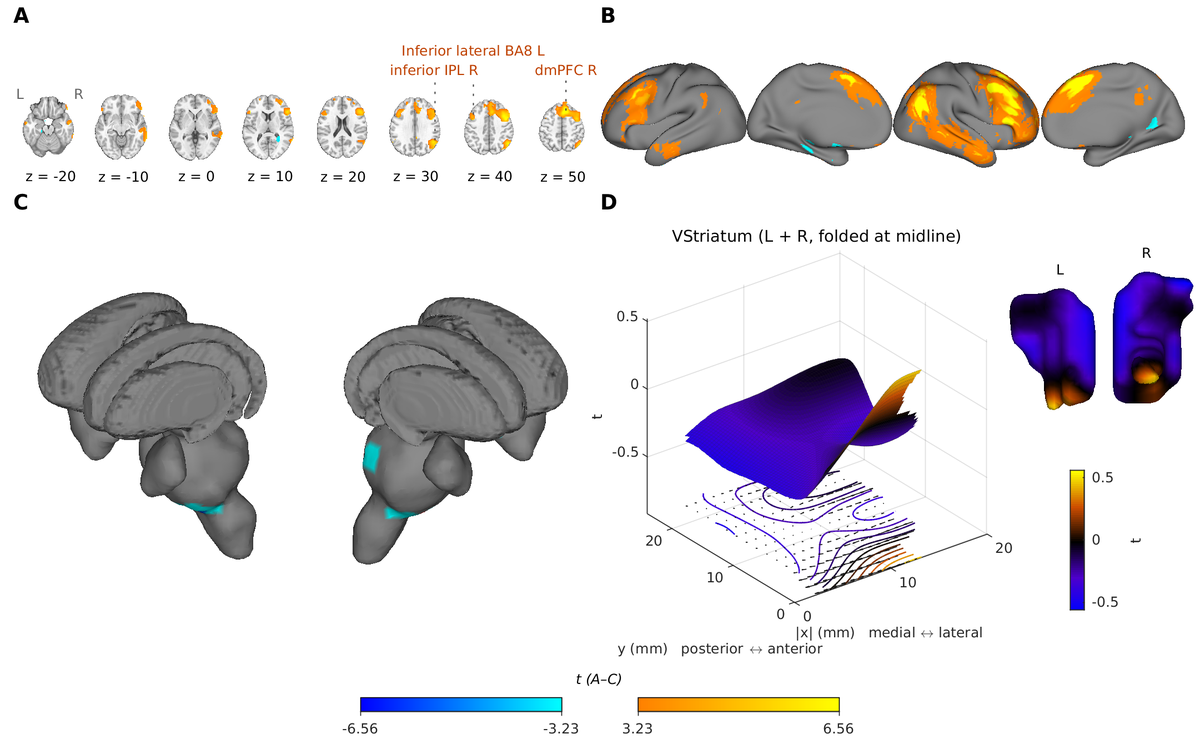 A
B
Inferior lateral BA8 L
inferior IPL R
dmPFC R
L
R
z = -20
z = -10
z = 0
z = 10
z = 20
z = 30
z = 40
z = 50
C
D
VStriatum (L + R, folded at midline)
L
R
0.5
0
-0.5
t
20
10
0
0
10
20
|x| (mm) medial ↔ lateral
y (mm) posterior ↔ anterior
0.5
0
-0.5
t
t (A–C)
-6.56
-3.23
3.23
6.56